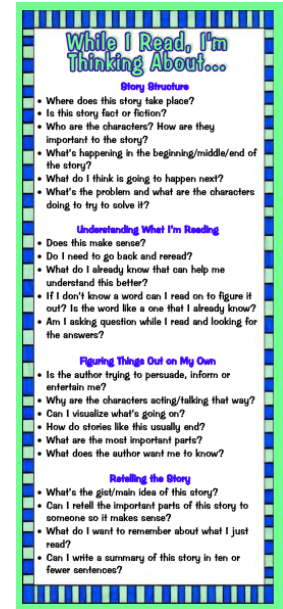 While I Read, I'm
Thinking About...
Story Structure
• Where does this story take place?
• Is this story fact or fiction?
• Who are the characters? How are they
important to the story?
• What's happening in the beginning/middle/end of
the story?
• What do I think is going to happen next?
• What's the problem and what are the characters
doing to try to solve it?
Understanding What I'm Reading
• Does this make sense?
• Do I need to go back and reread?
• What do I already know that can help me
understand this better?
• If I don't know a word can I read on to figure it
out? Is the word like a one that I already know?
• Am I asking question while I read and looking for
the answers?
Figuring Things Out on My Own
• Is the author trying to persuade, inform or
entertain me?
• Why are the characters acting/talking that way?
• Can I visualize what's going on?
• How do stories like this usually end?
• What are the most important parts?
• What does the author want me to know?
Retelling the Story
• What's the gist/main idea of this story?
• Can I retell the important parts of this story to
someone so it makes sense?
• What do I want to remember about what I just
read?
• Can I write a summary of this story in ten or
fewer sentences?